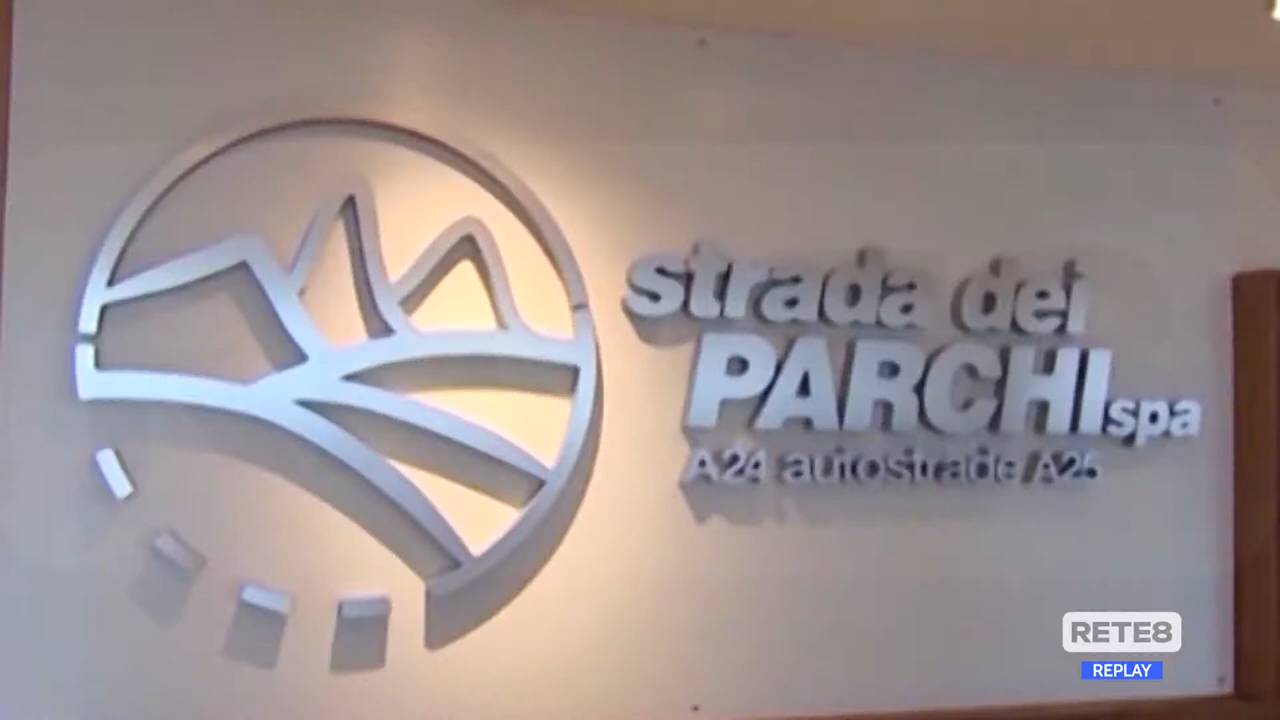 strada dei
PARCHI spa
A24 autostrade A25
RETE8
REPLAY